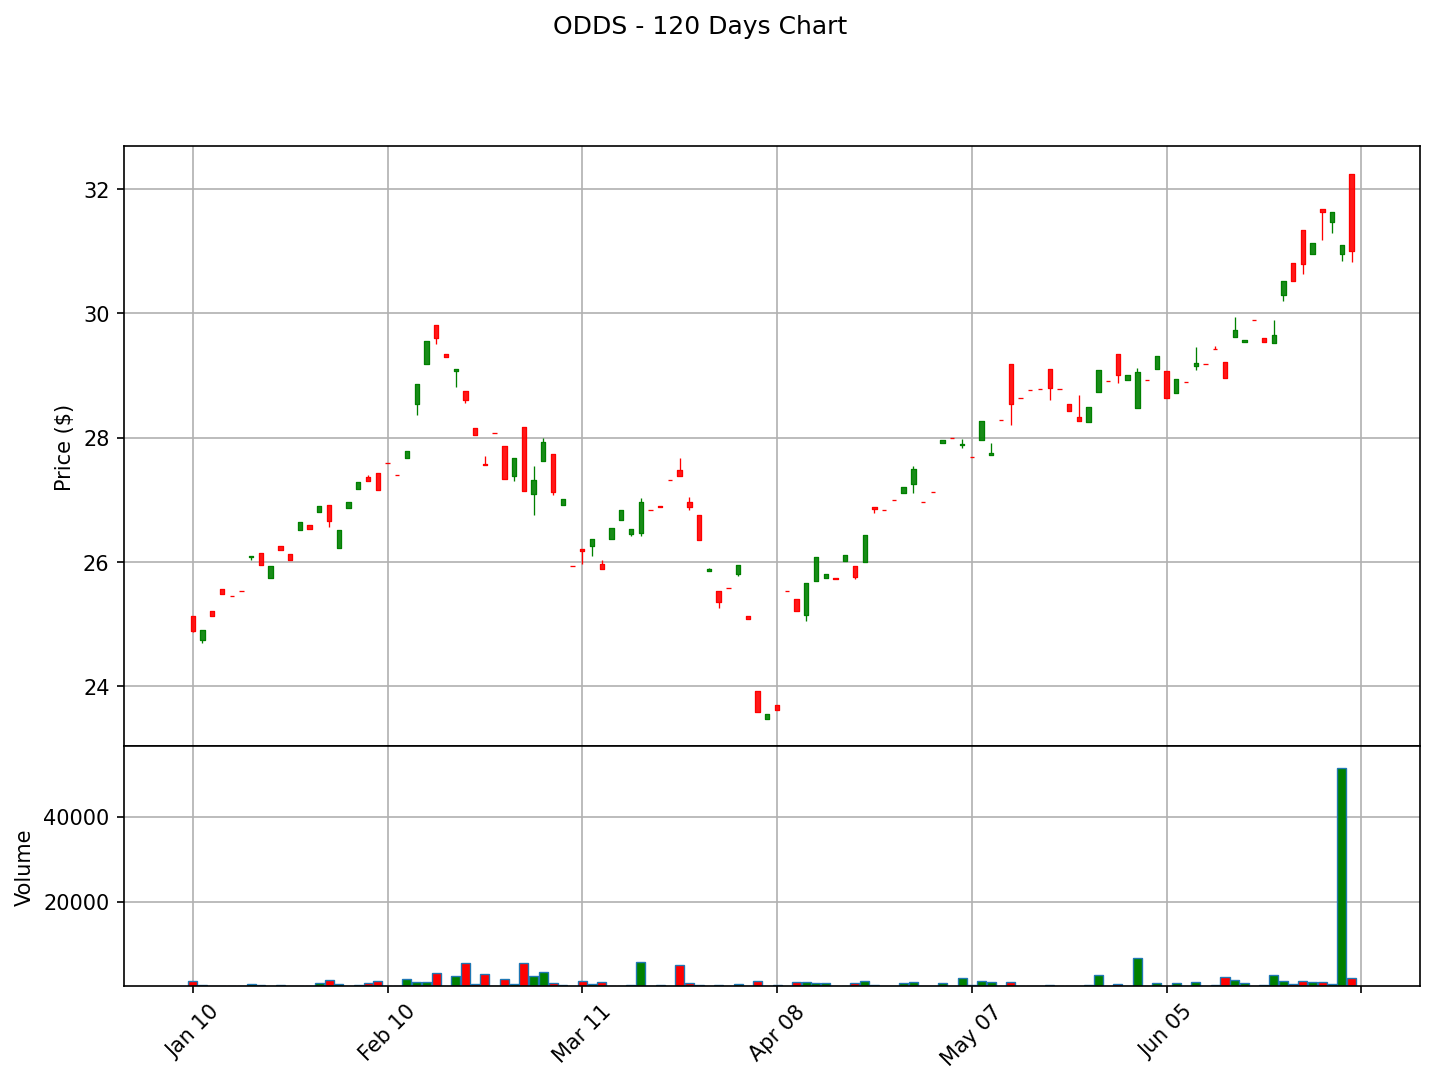 ODDS - 120 Days Chart
Price ($)
32
30
28
26
24
Volume
40000
20000
Jan 10
Feb 10
Mar 11
Apr 08
May 07
Jun 05